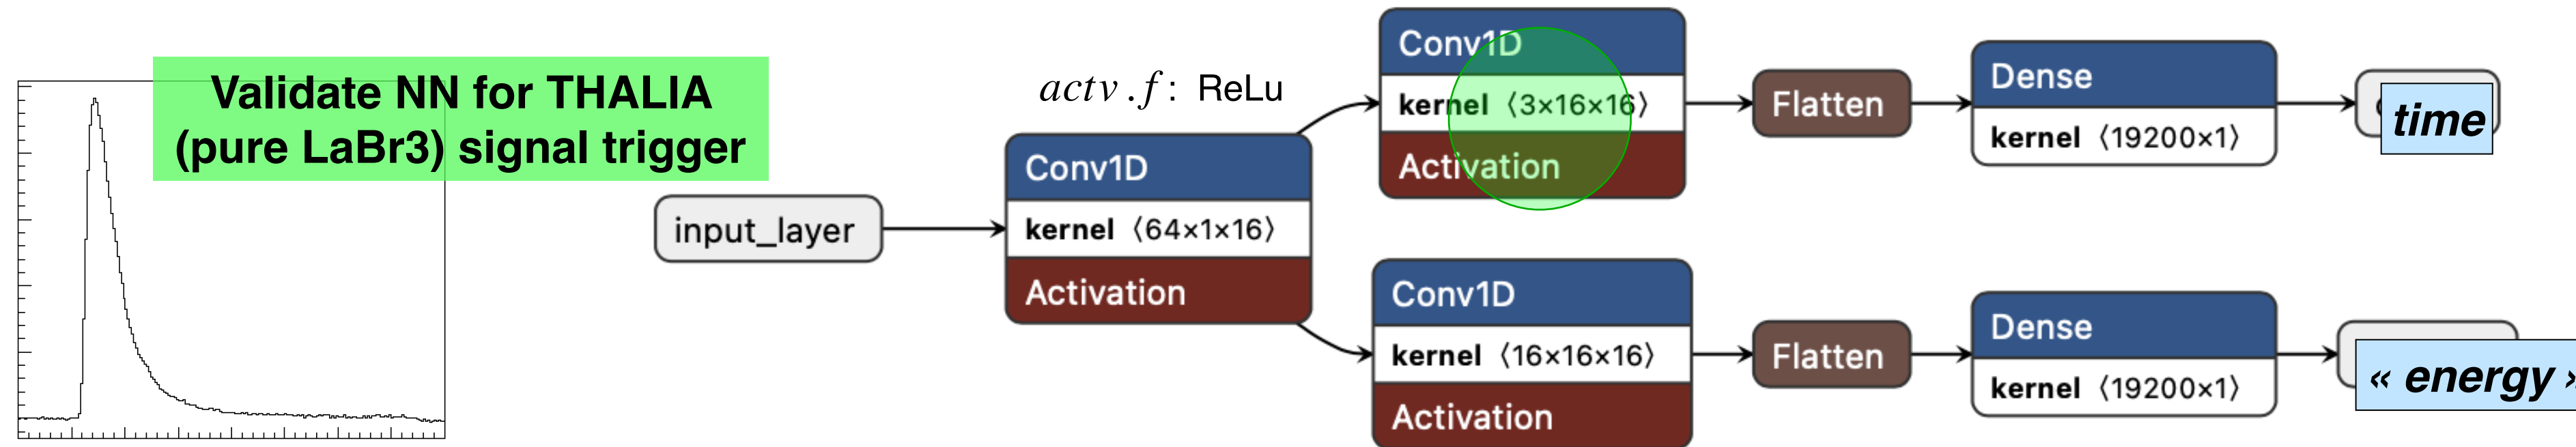 Validate NN for THALIA
(pure LaBr3) signal trigger
actv.f: ReLu
input_layer
Conv1D
kernel ⟨64×1×16⟩
Activation
Conv1D
kernel ⟨3×16×16⟩
Activation
Flatten
Dense
kernel ⟨19200×1⟩
time
Conv1D
kernel ⟨16×16×16⟩
Activation
Flatten
Dense
kernel ⟨19200×1⟩
« energy »